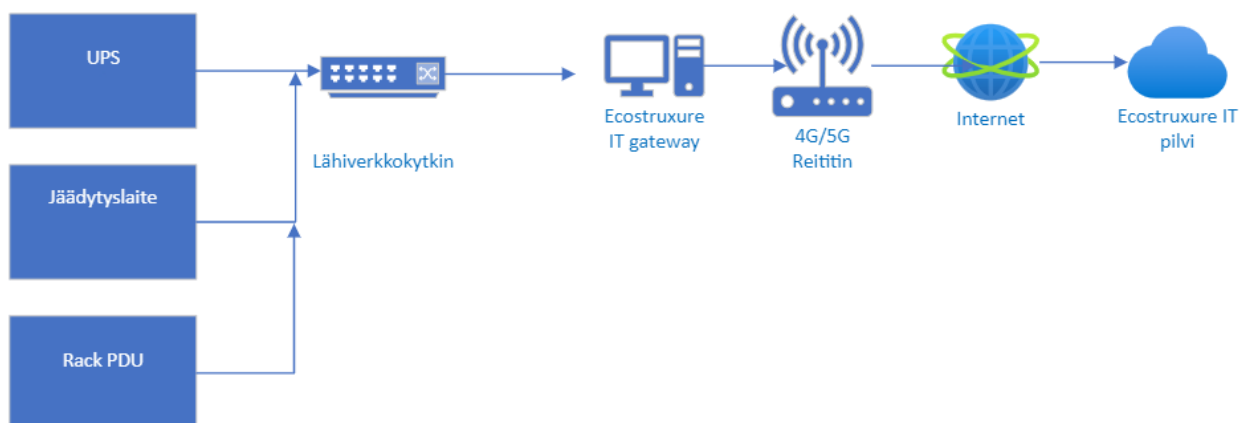 UPS
Lähiverkkokytkin
Jäädytyslaite
Rack PDU
Ecostruxure
IT gateway
4G/5G
Reititin
Internet
Ecostruxure IT
pilvi